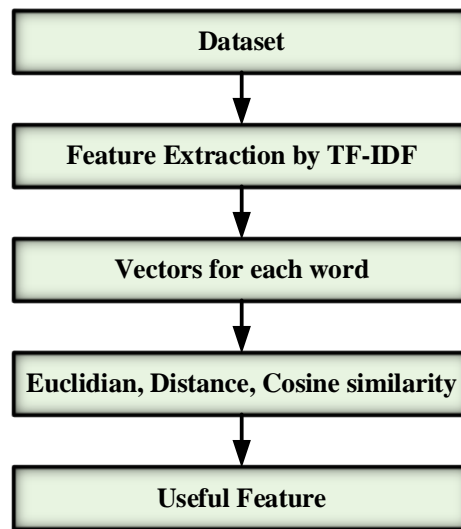 Dataset
Feature Extraction by TF-IDF
Vectors for each word
Euclidian, Distance, Cosine similarity
Useful Feature